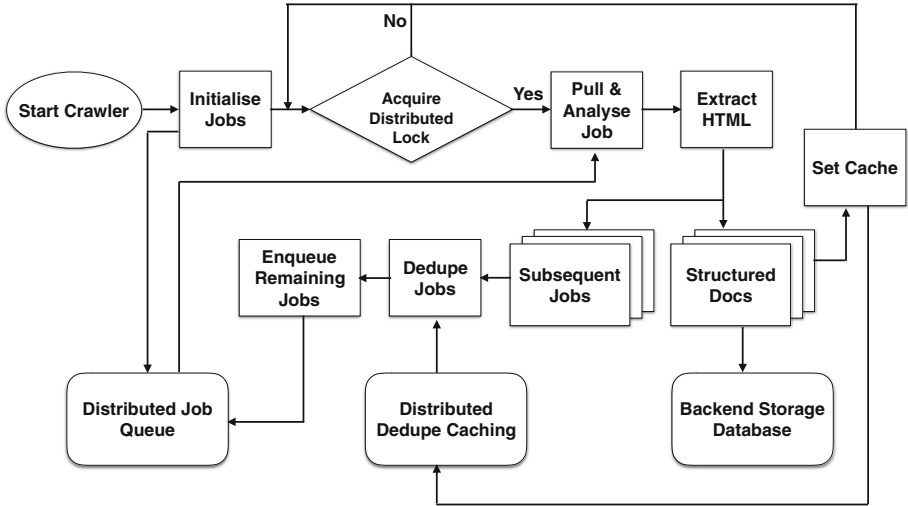 No
Start Crawler
Initialise
Jobs
Acquire
Distributed
Lock
Yes
Pull &
Analyse
Job
Extract
HTML
Set Cache
Enqueue
Remaining
Jobs
Dedupe
Jobs
Subsequent
Jobs
Structured
Docs
Distributed Job
Queue
Distributed
Dedupe Caching
Backend Storage
Database